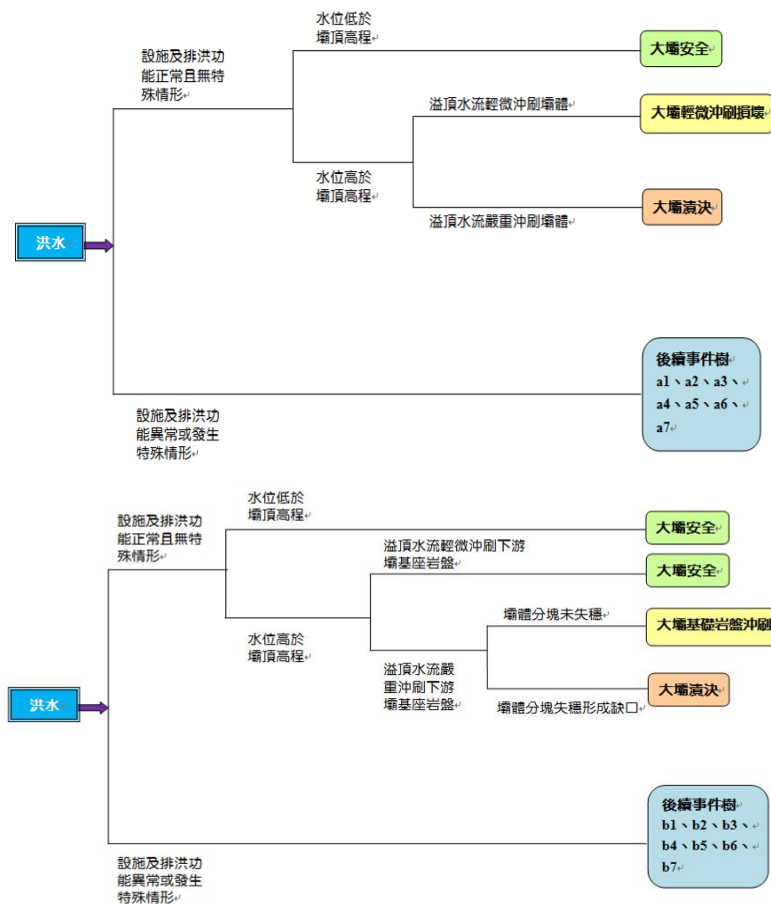 水位低於
壩頂高程
設施及排洪功
能正常且無特
殊情形
大壩安全
溢頂水流輕微沖刷壩體
大壩輕微沖刷損壞
水位高於
壩頂高程
溢頂水流嚴重沖刷壩體
大壩潰決
洪水
後續事件樹
a1、a2、a3、
a4、a5、a6、
a7
設施及排洪功
能異常或發生
特殊情形
水位低於
壩頂高程
設施及排洪功
能正常且無特
殊情形
大壩安全
溢頂水流輕微沖刷下游
壩基座岩盤
大壩安全
水位高於
壩頂高程
壩體分塊未失穩
大壩基礎岩盤沖刷
溢頂水流嚴
重沖刷下游
壩基座岩盤
大壩潰決
壩體分塊失穩形成缺口
洪水
後續事件樹
b1、b2、b3、
b4、b5、b6、
b7
設施及排洪功
能異常或發生
特殊情形